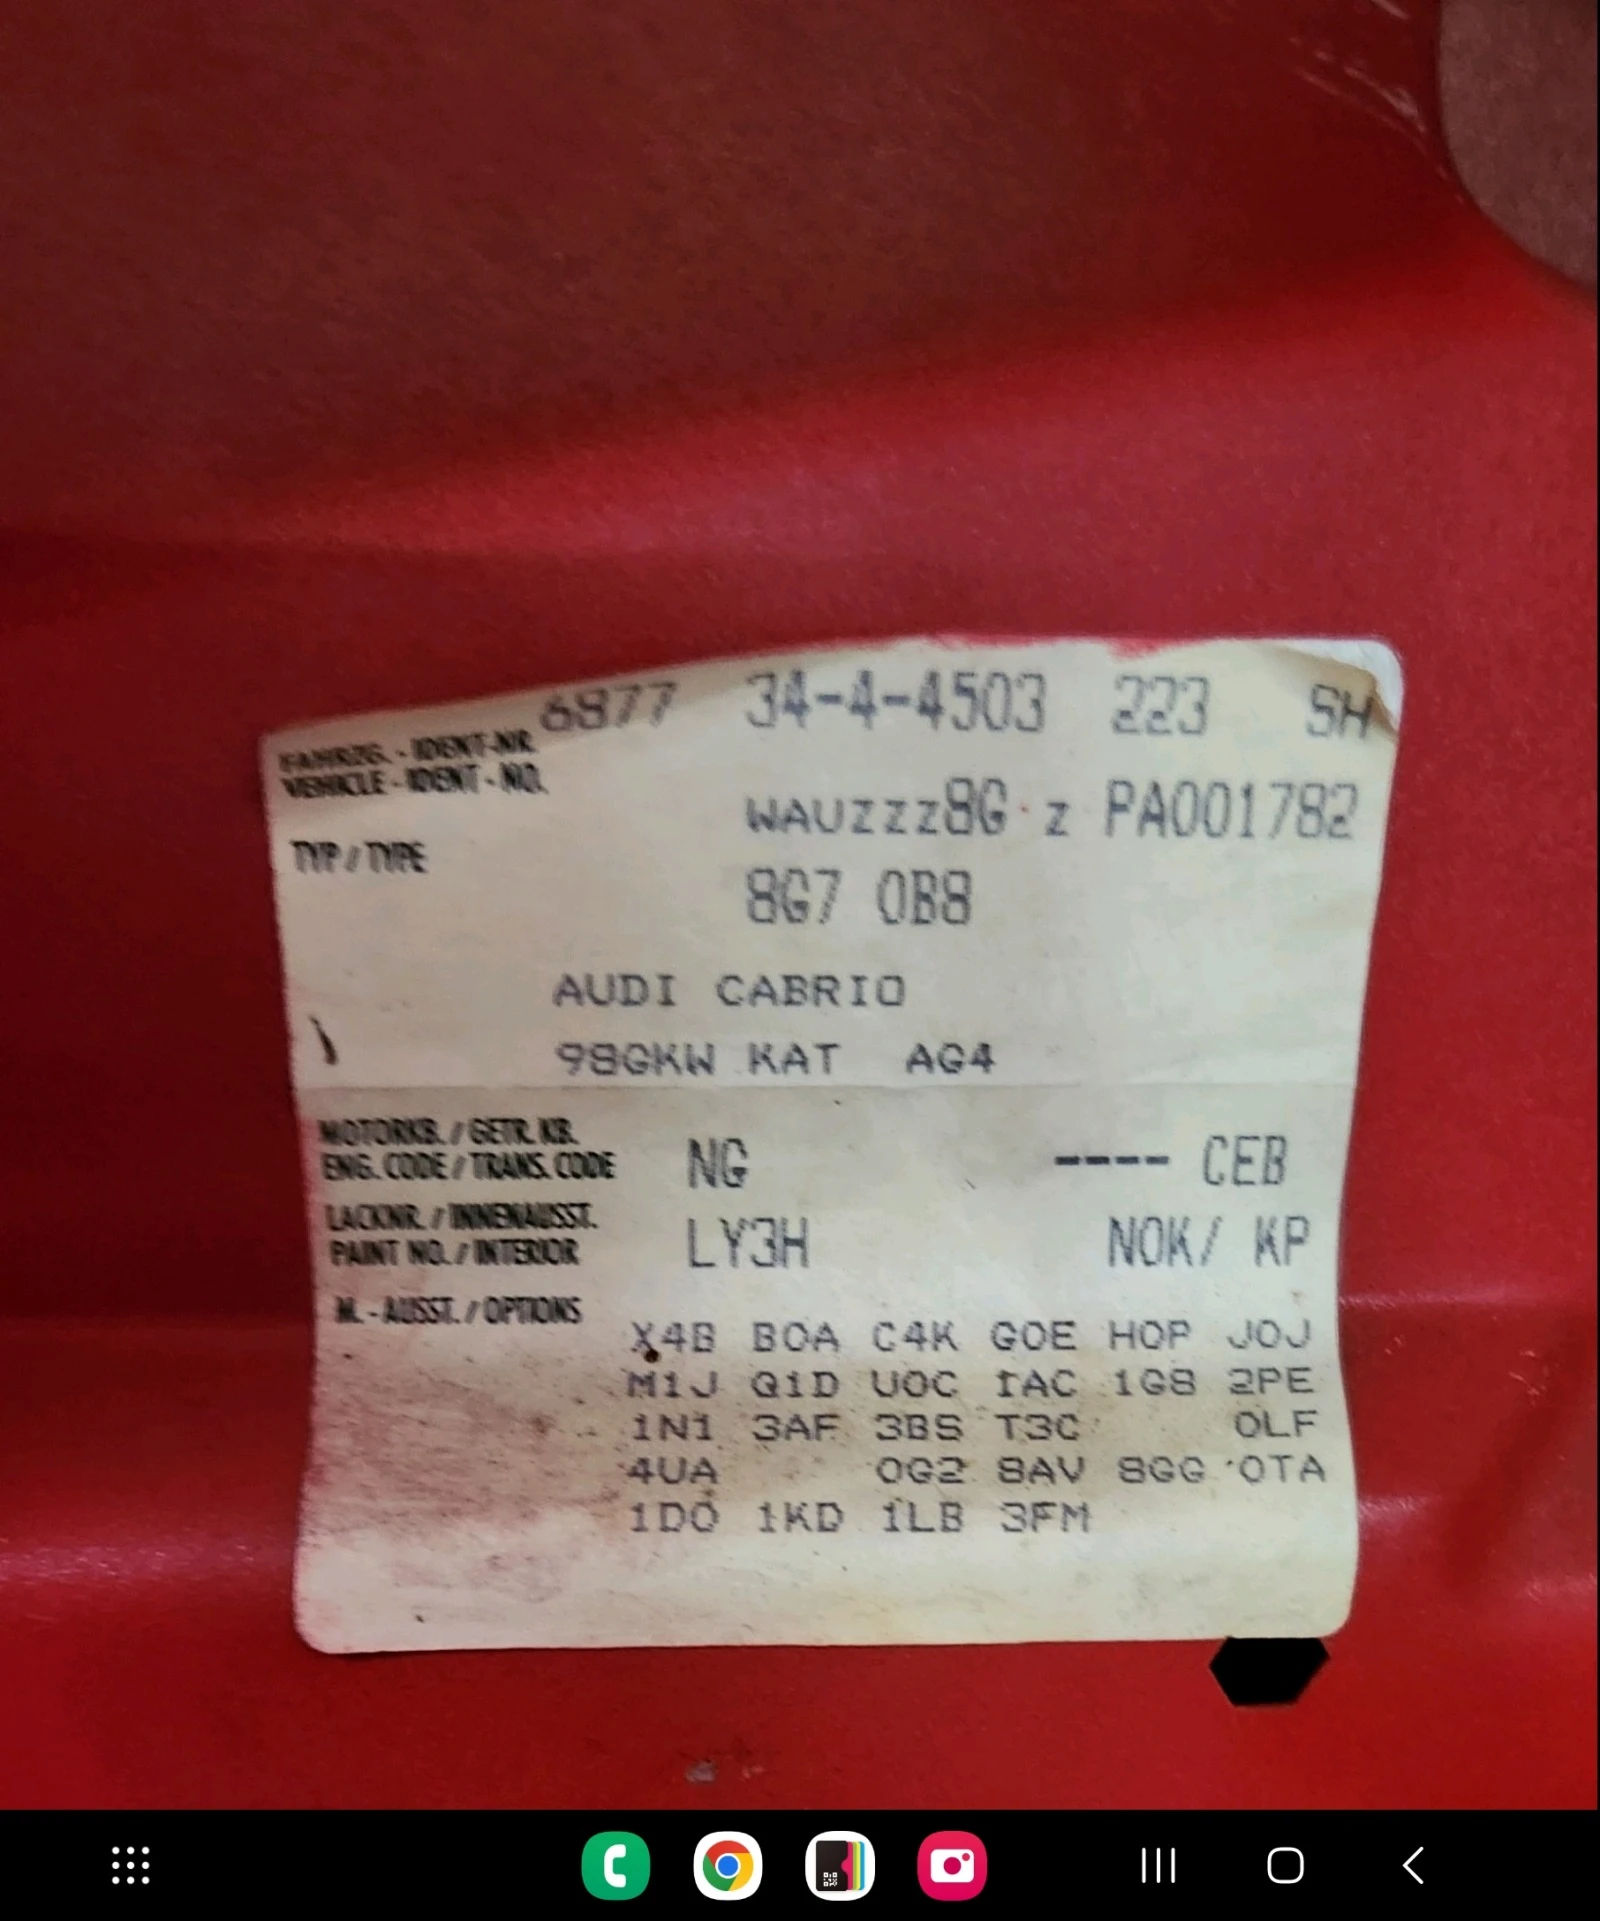 6877 34-4-4503 223 SH
FAHRZG. - IDENT-NR.
VEHICLE - IDENT - NO.
WAUZZZ8G z PA001782
TYP / TYPE
8G7 0B8
AUDI CABRIO
98GKW KAT AG4
MOTORKB. / GETR. KB.
ENG. CODE / TRANS. CODE
NG ---- CEB
LACKNR. / INNENAUSST.
PAINT NO. / INTERIOR
LY3H NOK/ KP
M. - AUSST. / OPTIONS
X4B BOA C4K GOE HOP JOJ
M1J Q1D UOC IAC 1G8 2PE
1N1 3AF 3BS T3C OLF
4UA OG2 8AV 8GG OTA
1DO 1KD 1LB 3FM